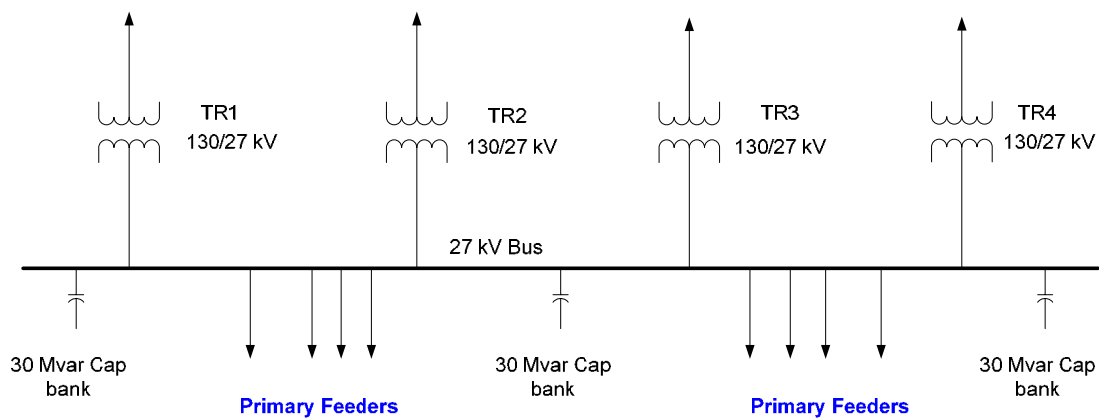 TR1
130/27 kV
TR2
130/27 kV
TR3
130/27 kV
TR4
130/27 kV
27 kV Bus
30 Mvar Cap
bank
30 Mvar Cap
bank
30 Mvar Cap
bank
Primary Feeders
Primary Feeders